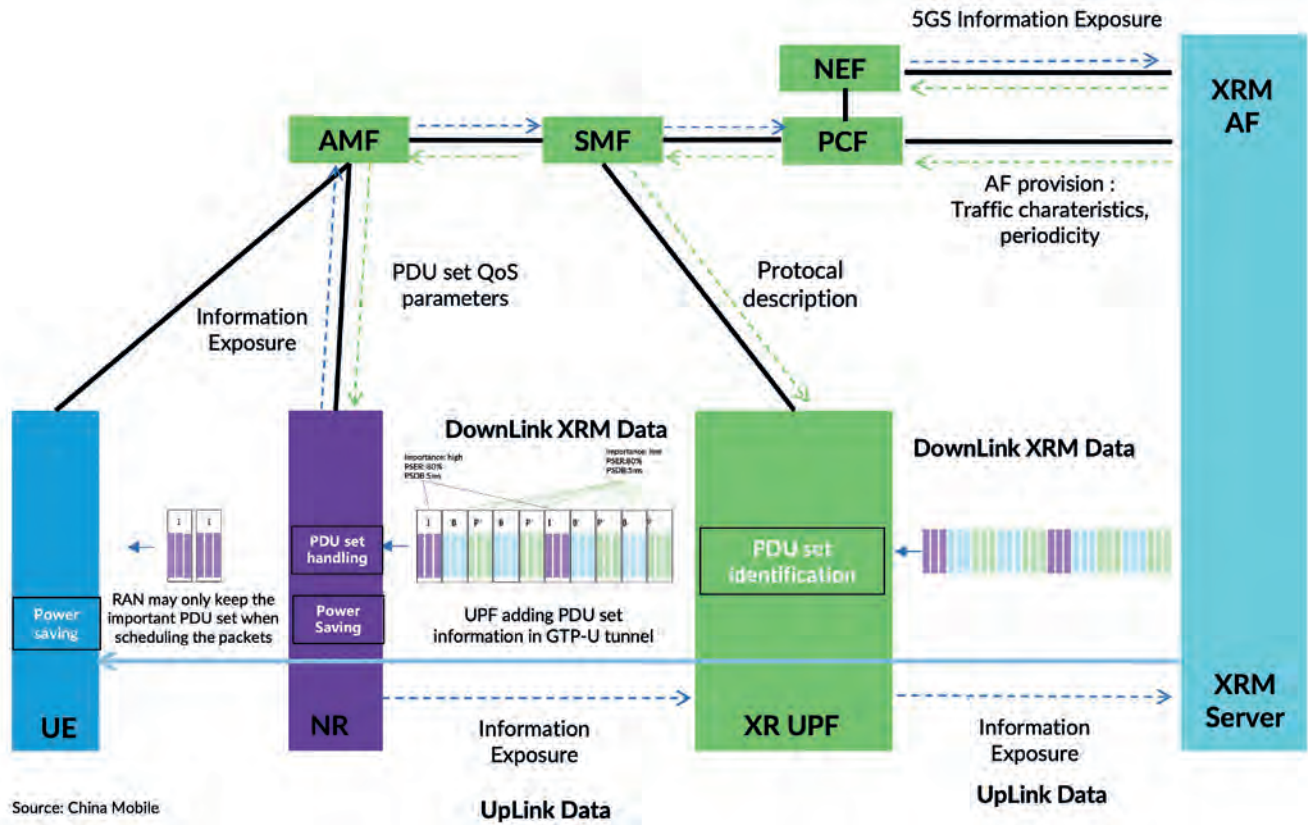 5GS Information Exposure
NEF
XRM
AF
AMF
SMF
PCF
AF provision :
Traffic charateristics,
periodicity
PDU set QoS
parameters
Protocal
description
Information
Exposure
DownLink XRM Data
DownLink XRM Data
Importance: high
PSER:80%
PSDB:5ms
Importance: low
PSER:80%
PSDB:5ms
I B P' B P' I B' P' B P'
I I
PDU set
handling
PDU set
identification
Power
saving
RAN may only keep the
important PDU set when
scheduling the packets
Power
Saving
UPF adding PDU set
information in GTP-U tunnel
UE
NR
XR UPF
XRM
Server
Information
Exposure
Information
Exposure
UpLink Data
UpLink Data
Source: China Mobile